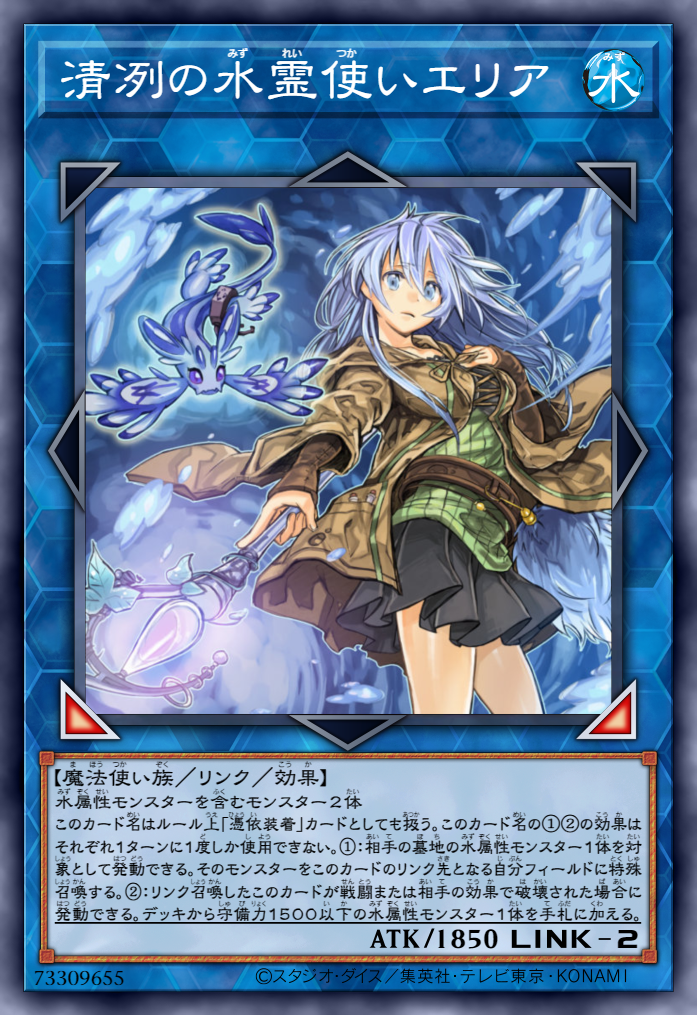 清冽の水霊使いエリア
水
【魔法使い族／リンク／効果】
水属性モンスターを含むモンスター２体
このカード名はルール上「憑依装着」カードとしても扱う。このカード名の①②の効果は
それぞれ１ターンに１度しか使用できない。①：相手の墓地の水属性モンスター１体を対
象として発動できる。そのモンスターをこのカードのリンク先となる自分フィールドに特殊
召喚する。②：リンク召喚したこのカードが戦闘または相手の効果で破壊された場合に
発動できる。デッキから守備力１５００以下の水属性モンスター１体を手札に加える。
ATK/1850 LINK-2
73309655 ©スタジオ・ダイス／集英社・テレビ東京・KONAMI